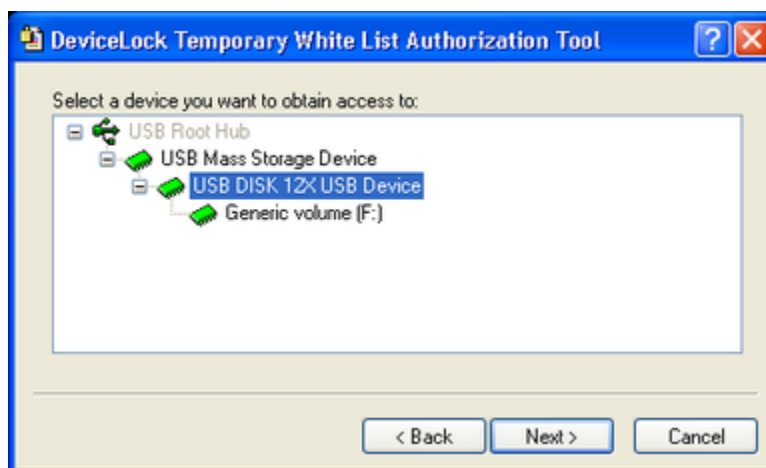 DeviceLock Temporary White List Authorization Tool
Select a device you want to obtain access to:
USB Root Hub
USB Mass Storage Device
USB DISK 12X USB Device
Generic volume (F:)
< Back Next > Cancel